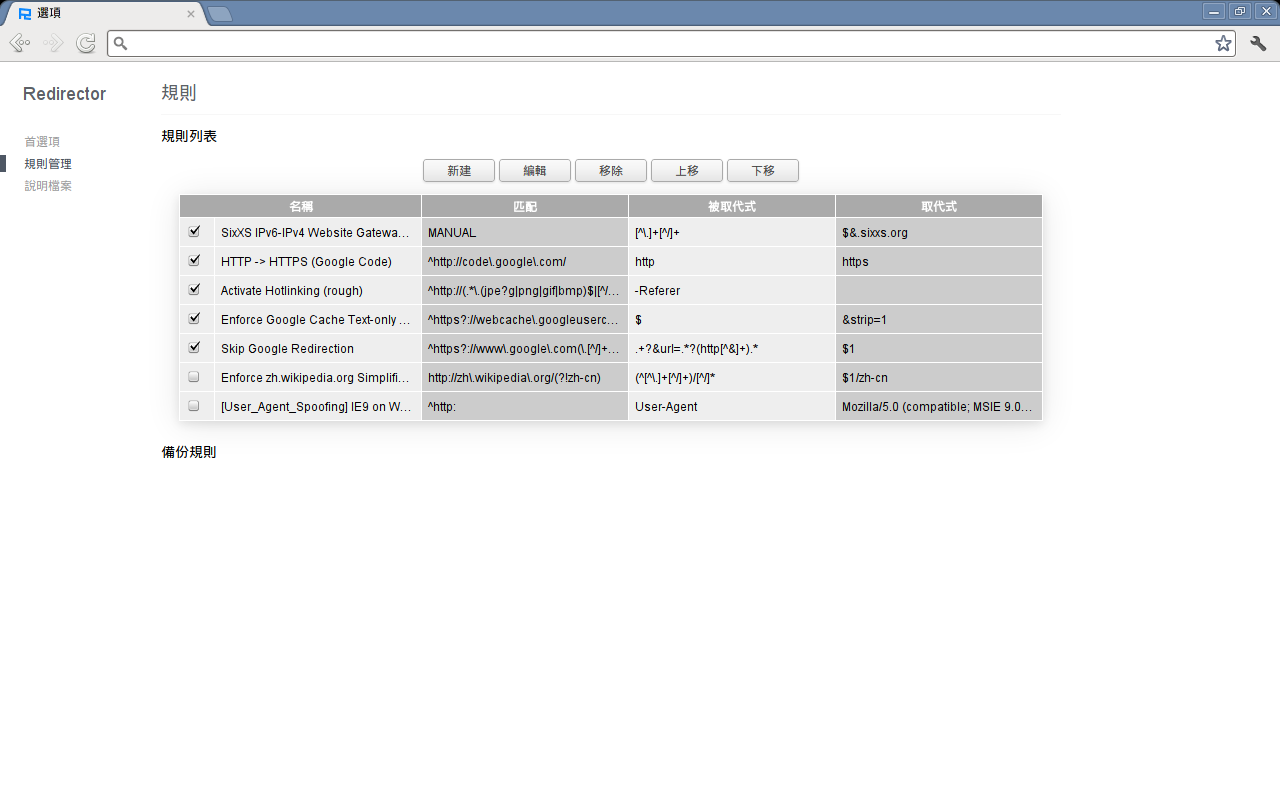 選項
Redirector
首選項
規則管理
說明檔案
規則
規則列表
新建 編輯 移除 上移 下移
名稱 匹配 被取代式 取代式
SixXS IPv6-IPv4 Website Gatewa… MANUAL [^\.]+[^/]+ $&.sixxs.org
HTTP -> HTTPS (Google Code) ^http://code\.google\.com/ http https
Activate Hotlinking (rough) ^http://(.*\.(jpe?g|png|gif|bmp)$|[^/… -Referer
Enforce Google Cache Text-only … ^https?://webcache\.googleuserc… $ &strip=1
Skip Google Redirection ^https?://www\.google\.com(\.[^/]+… .+?&url=.*?(http[^&]+).* $1
Enforce zh.wikipedia.org Simplifi… http://zh\.wikipedia\.org/(?!zh-cn) (^[^\.]+[^/]+)/[^/]* $1/zh-cn
[User_Agent_Spoofing] IE9 on W… ^http: User-Agent Mozilla/5.0 (compatible; MSIE 9.0…
備份規則